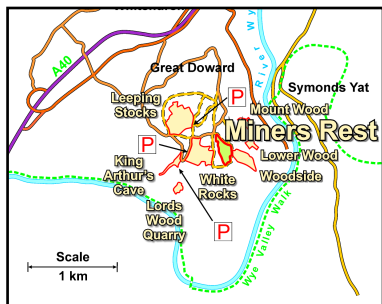 A40
River Wy
Great Doward
Symonds Yat
Leeping
Stocks
P
Mount Wood
Miners Rest
P
King
Arthur's
Cave
White
Rocks
Lower Wood
Woodside
Lords
Wood
Quarry
P
Wye Valley Walk
Scale
1 km